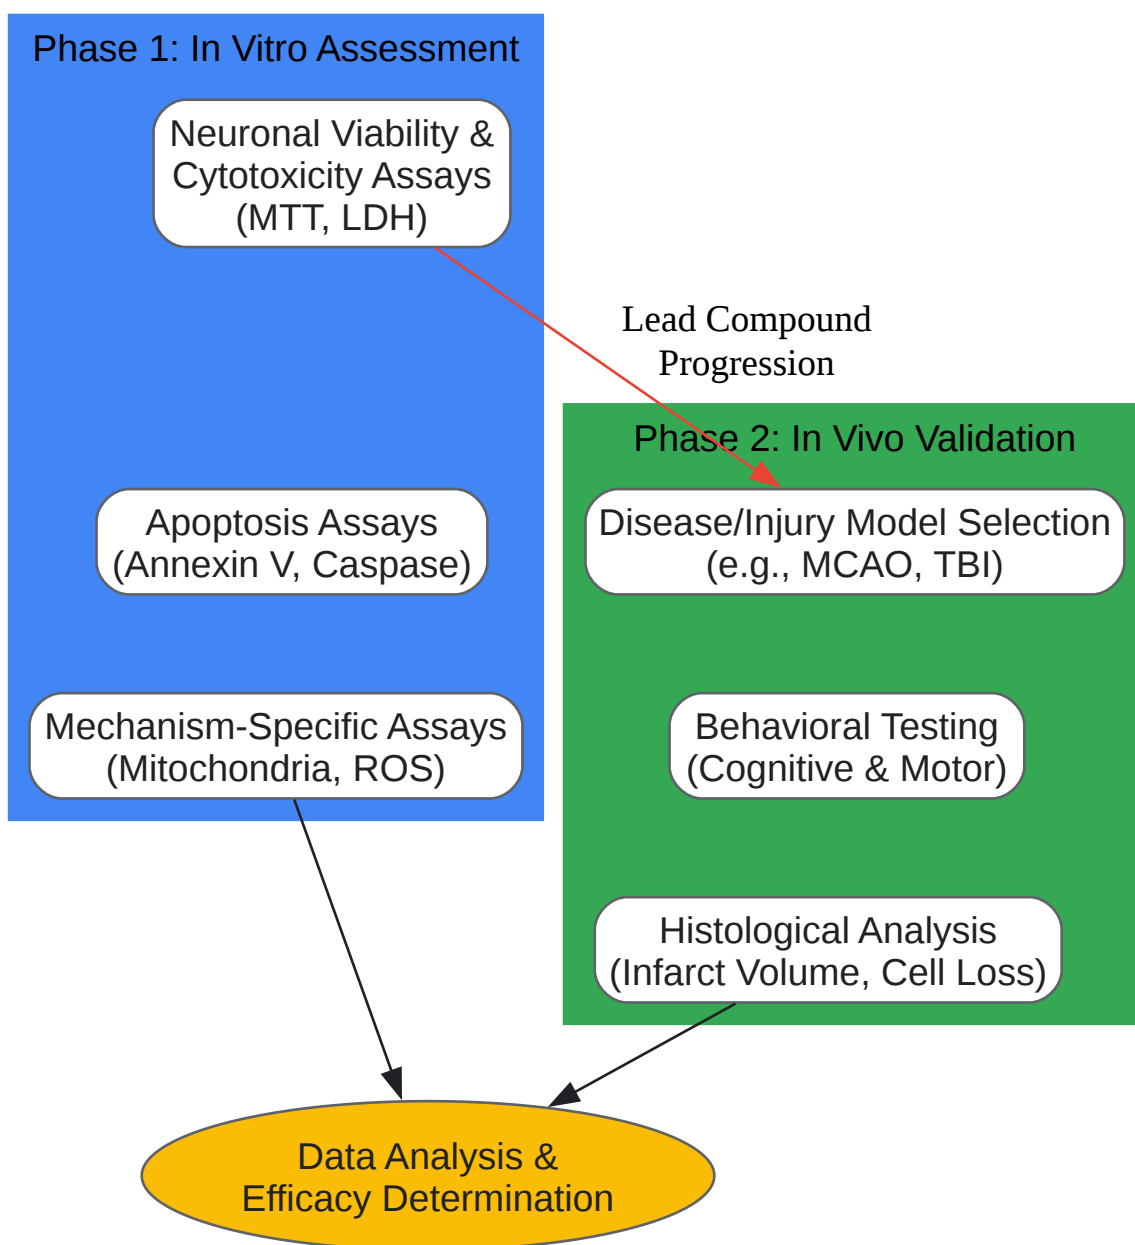 Phase 1: In Vitro Assessment
Neuronal Viability &
Cytotoxicity Assays
(MTT, LDH)
Lead Compound
Progression
Phase 2: In Vivo Validation
Apoptosis Assays
(Annexin V, Caspase)
Disease/Injury Model Selection
(e.g., MCAO, TBI)
Mechanism-Specific Assays
(Mitochondria, ROS)
Behavioral Testing
(Cognitive & Motor)
Histological Analysis
(Infarct Volume, Cell Loss)
Data Analysis &
Efficacy Determination